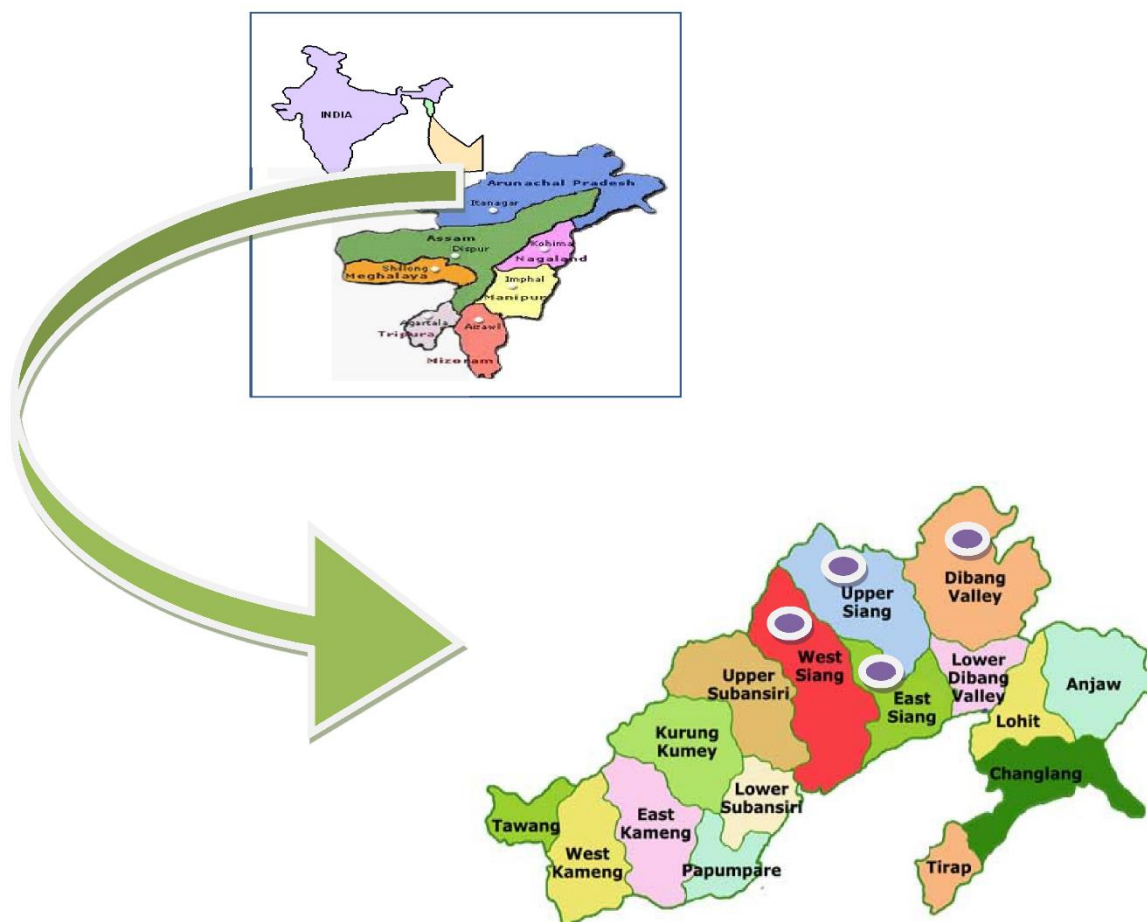 INDIA
Arunachal Pradesh
Itanagar
Assam
Dispur
Kohima
Nagaland
Shillong
Meghalaya
Imphal
Manipur
Agartala
Tripura
Aizawl
Mizoram
Dibang
Valley
Upper
Siang
West
Siang
Lower
Dibang
Valley
Anjaw
Upper
Subansiri
East
Siang
Lohit
Kurung
Kumey
Changlang
Lower
Subansiri
Tawang
East
Kameng
West
Kameng
Papumpare
Tirap